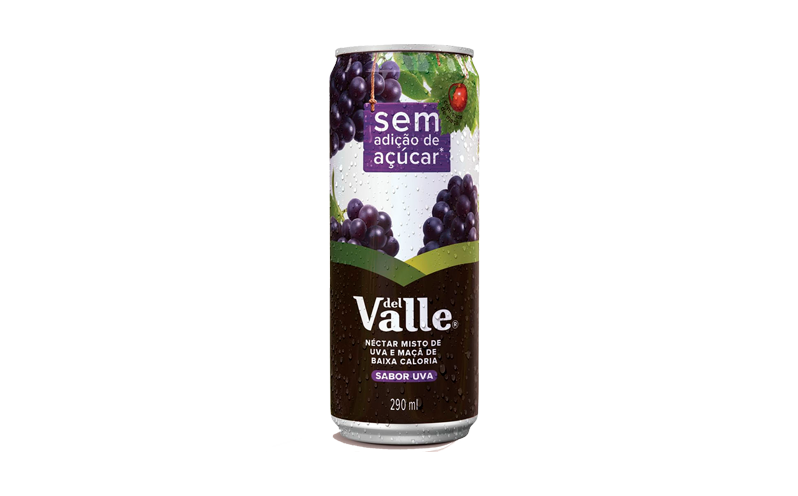 sem
adição de
açúcar*
del
Valle®
NÉCTAR MISTO DE
UVA E MAÇÃ DE
BAIXA CALORIA
SABOR UVA
290 ml